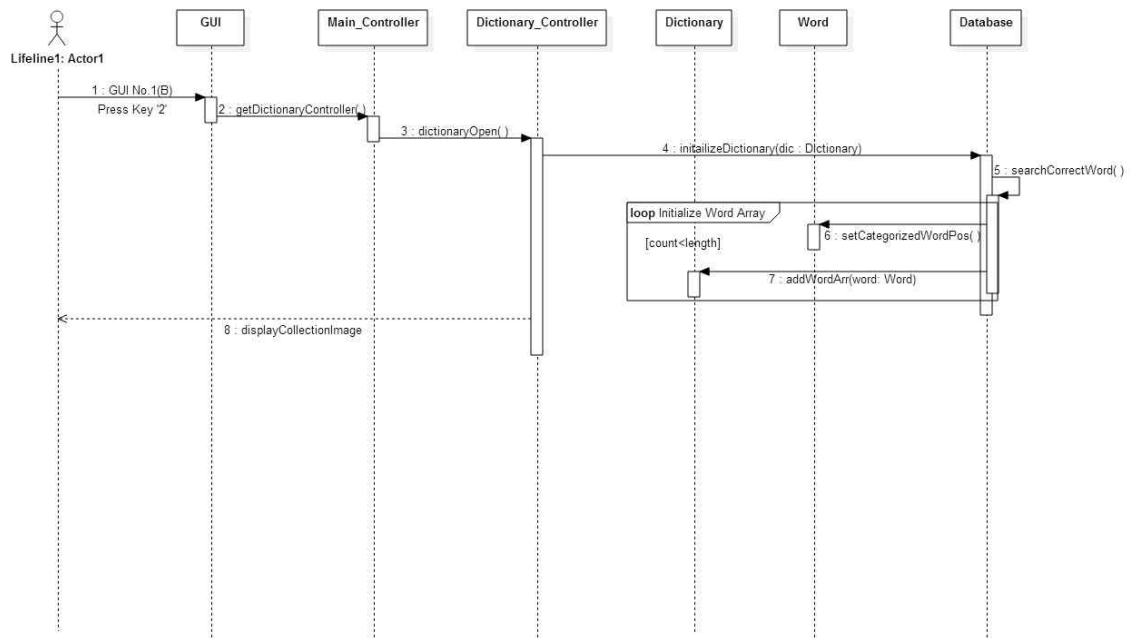 GUI
Main_Controller
Dictionary_Controller
Dictionary
Word
Database
Lifeline1: Actor1
1 : GUI No.1(B)
Press Key '2'
2 : getDictionaryController( )
3 : dictionaryOpen( )
4 : initailizeDictionary(dic : DIctionary)
5 : searchCorrectWord( )
loop Initialize Word Array
[count<length]
6 : setCategorizedWordPos( )
7 : addWordArr(word: Word)
8 : displayCollectionImage